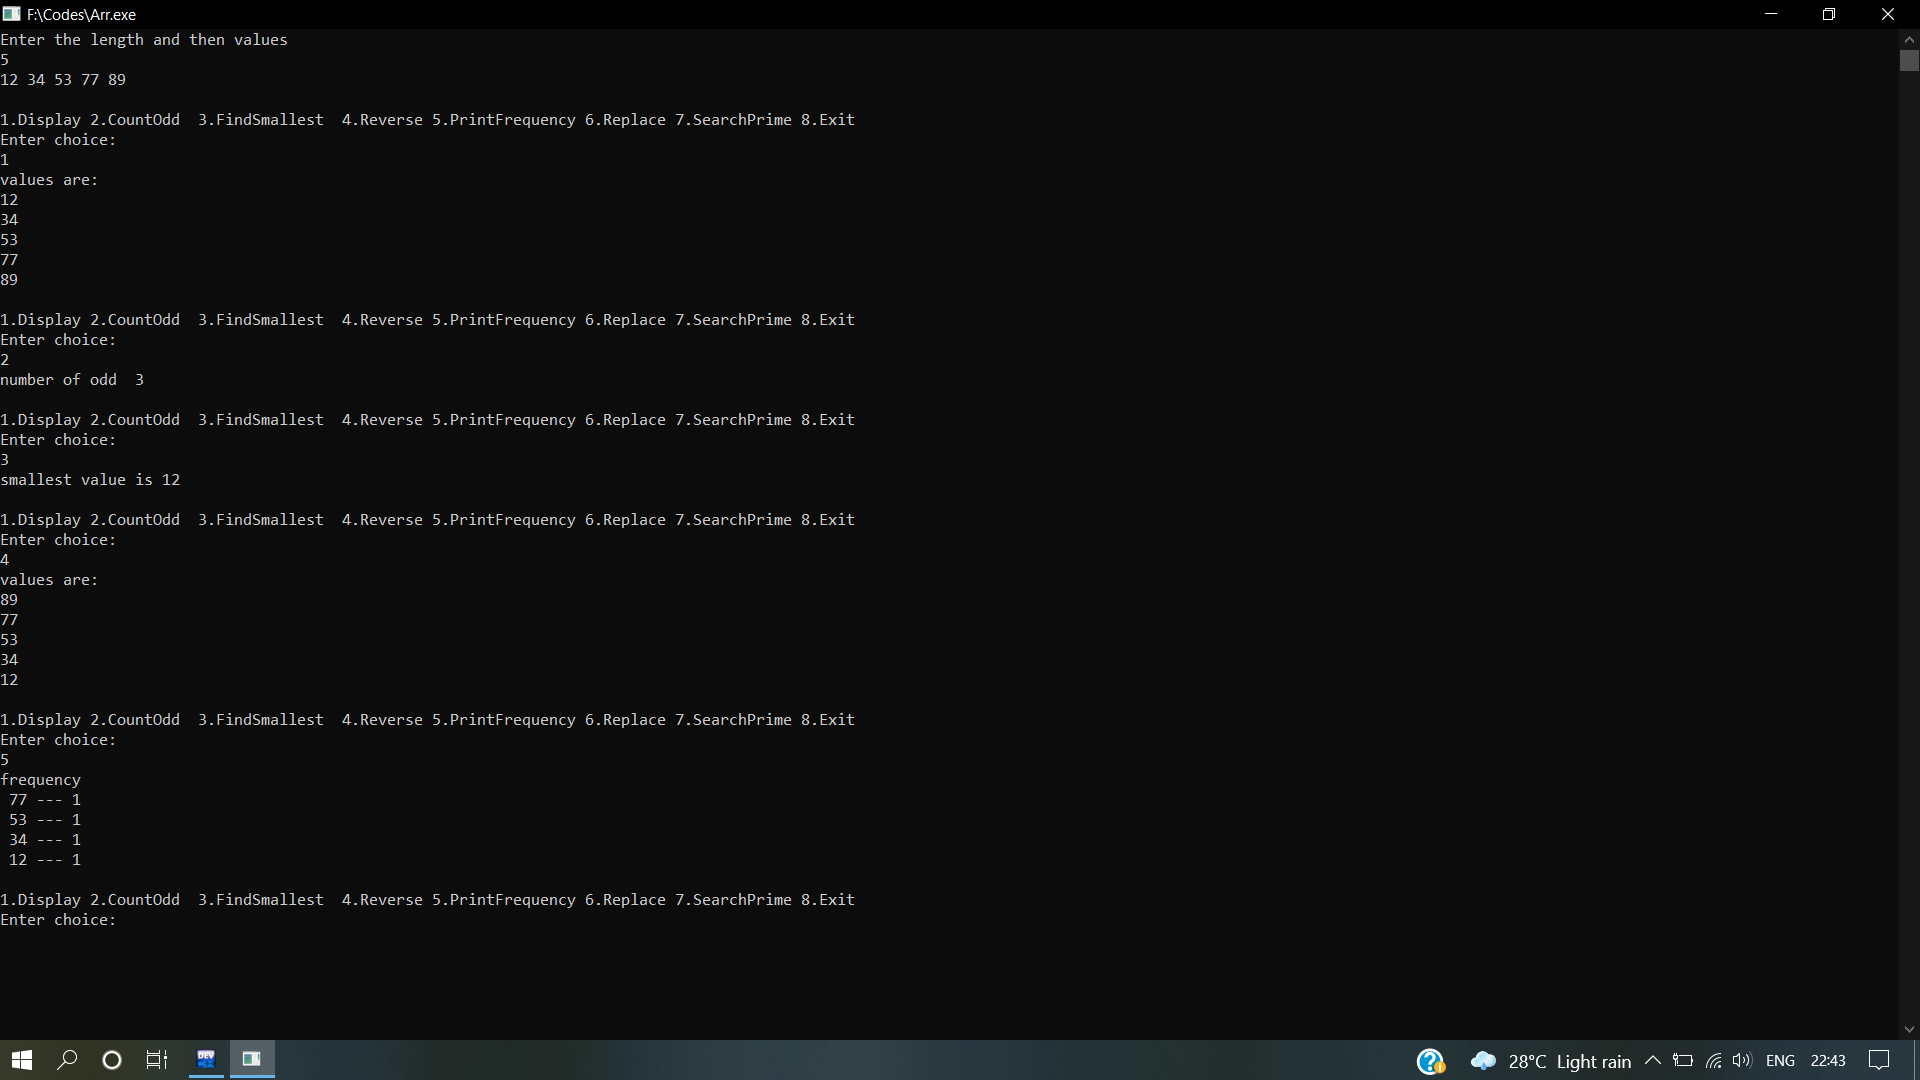 F:\Codes\Arr.exe
Enter the length and then values
5
12 34 53 77 89
1.Display 2.CountOdd  3.FindSmallest  4.Reverse 5.PrintFrequency 6.Replace 7.SearchPrime 8.Exit
Enter choice:
1
values are:
12
34
53
77
89
1.Display 2.CountOdd  3.FindSmallest  4.Reverse 5.PrintFrequency 6.Replace 7.SearchPrime 8.Exit
Enter choice:
2
number of odd  3
1.Display 2.CountOdd  3.FindSmallest  4.Reverse 5.PrintFrequency 6.Replace 7.SearchPrime 8.Exit
Enter choice:
3
smallest value is 12
1.Display 2.CountOdd  3.FindSmallest  4.Reverse 5.PrintFrequency 6.Replace 7.SearchPrime 8.Exit
Enter choice:
4
values are:
89
77
53
34
12
1.Display 2.CountOdd  3.FindSmallest  4.Reverse 5.PrintFrequency 6.Replace 7.SearchPrime 8.Exit
Enter choice:
5
frequency
77 --- 1
53 --- 1
34 --- 1
12 --- 1
1.Display 2.CountOdd  3.FindSmallest  4.Reverse 5.PrintFrequency 6.Replace 7.SearchPrime 8.Exit
Enter choice:
DEV
28°C Light rain ENG 22:43